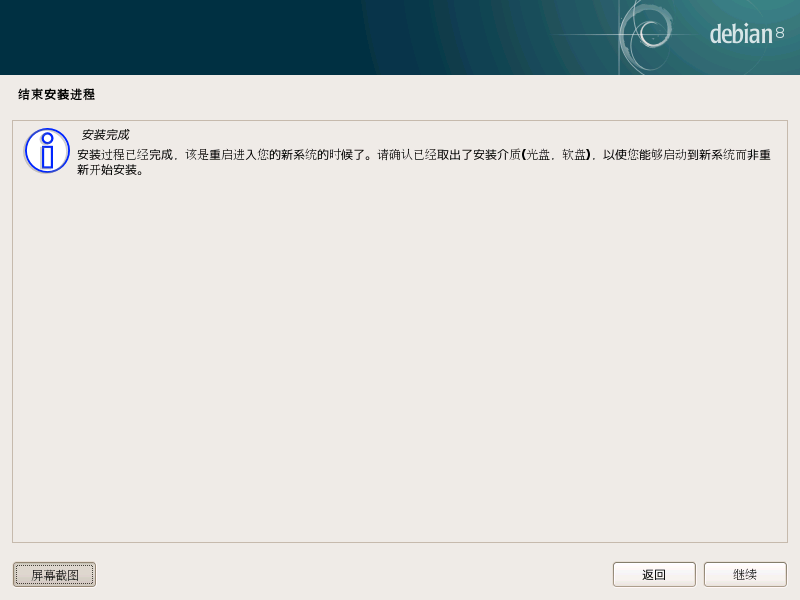 debian 8
结束安装进程
安装完成
安装过程已经完成，该是重启进入您的新系统的时候了。请确认已经取出了安装介质(光盘，软盘)，以使您能够启动到新系统而非重
新开始安装。
屏幕截图
返回
继续